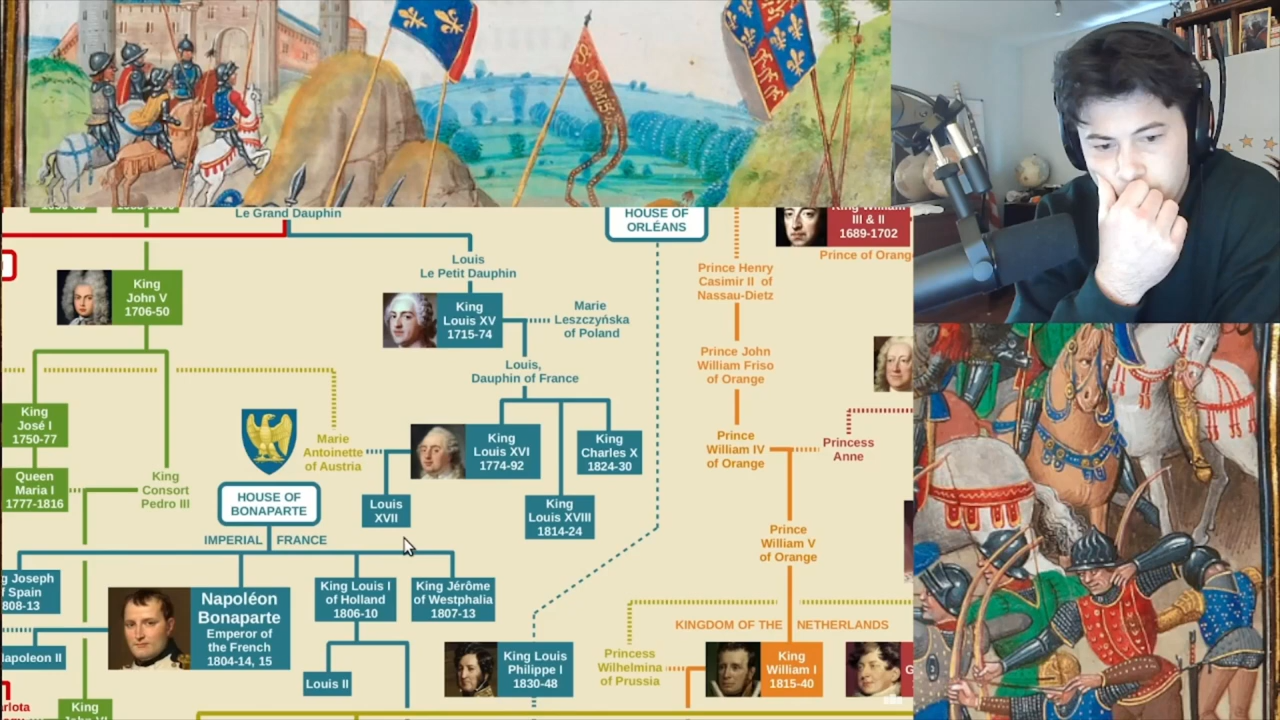 S. DENIS
Le Grand Dauphin
HOUSE OF
ORLÉANS
King William
III & II
1689-1702
Prince of Orang
Louis
Le Petit Dauphin
Prince Henry
Casimir II of
Nassau-Dietz
King
John V
1706-50
King
Louis XV
1715-74
Marie
Leszczyńska
of Poland
Prince John
William Friso
of Orange
Louis,
Dauphin of France
King
José I
1750-77
Marie
Antoinette
of Austria
King
Louis XVI
1774-92
King
Charles X
1824-30
Prince
William IV
of Orange
Princess
Anne
Queen
Maria I
1777-1816
King
Consort
Pedro III
HOUSE OF
BONAPARTE
Louis
XVII
King
Louis XVIII
1814-24
IMPERIAL FRANCE
Prince
William V
of Orange
g Joseph
f Spain
808-13
Napoléon
Bonaparte
Emperor of
the French
1804-14, 15
King Louis I
of Holland
1806-10
King Jérôme
of Westphalia
1807-13
KINGDOM OF THE NETHERLANDS
apoleon II
Louis II
King Louis
Philippe I
1830-48
Princess
Wilhelmina
of Prussia
King
William I
1815-40
G
arlota
King
John VI